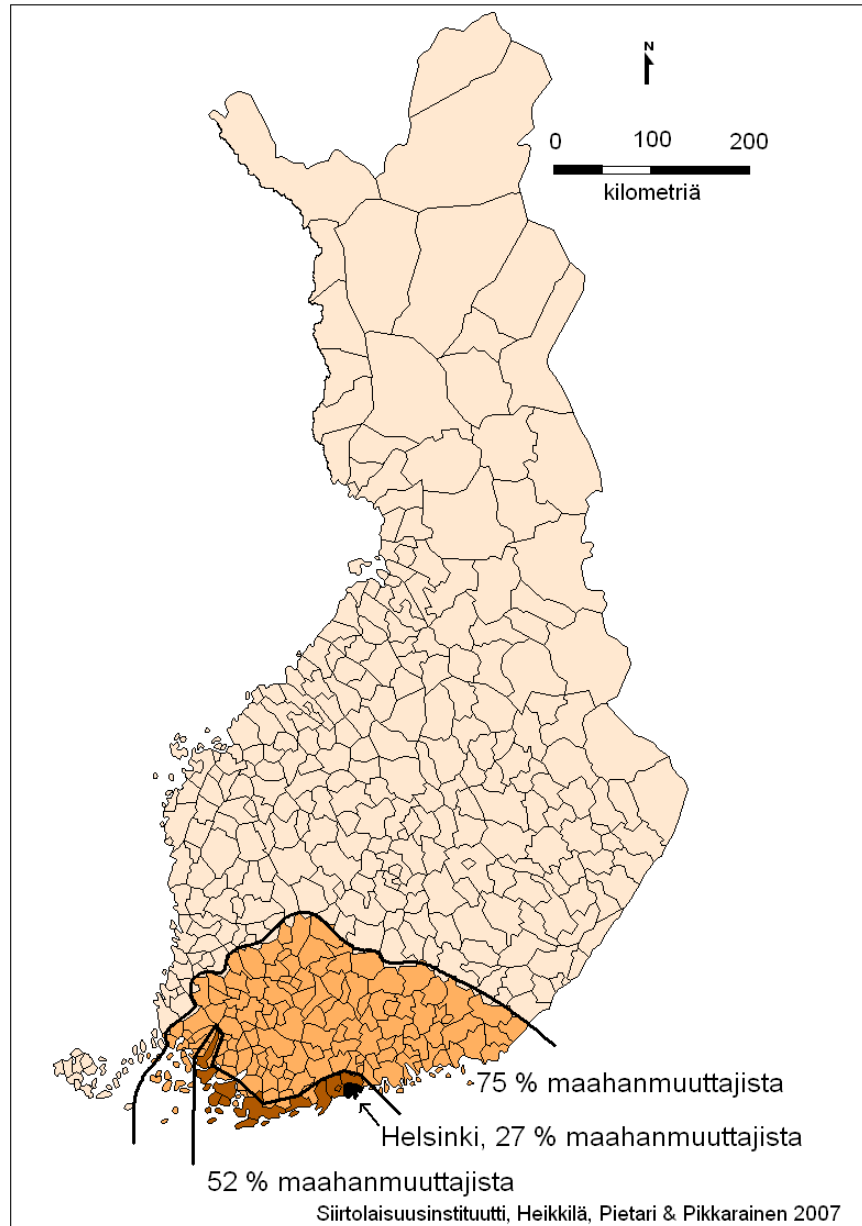 N
0 100 200
kilometriä
75 % maahanmuuttajista
Helsinki, 27 % maahanmuuttajista
52 % maahanmuuttajista
Siirtolaisuusinstituutti, Heikkilä, Pietari & Pikkarainen 2007